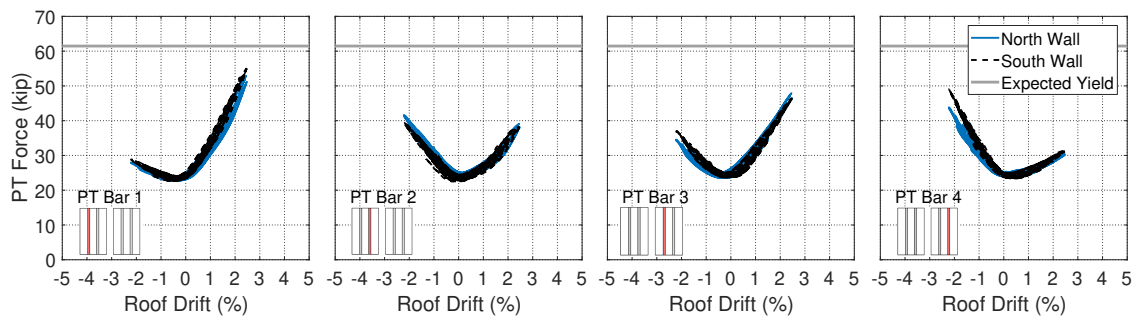 PT Force (kip)
70
60
50
40
30
20
10
0
PT Bar 1
-5 -4 -3 -2 -1 0 1 2 3 4 5
Roof Drift (%)
PT Bar 2
-5 -4 -3 -2 -1 0 1 2 3 4 5
Roof Drift (%)
PT Bar 3
-5 -4 -3 -2 -1 0 1 2 3 4 5
Roof Drift (%)
North Wall
South Wall
Expected Yield
PT Bar 4
-5 -4 -3 -2 -1 0 1 2 3 4 5
Roof Drift (%)